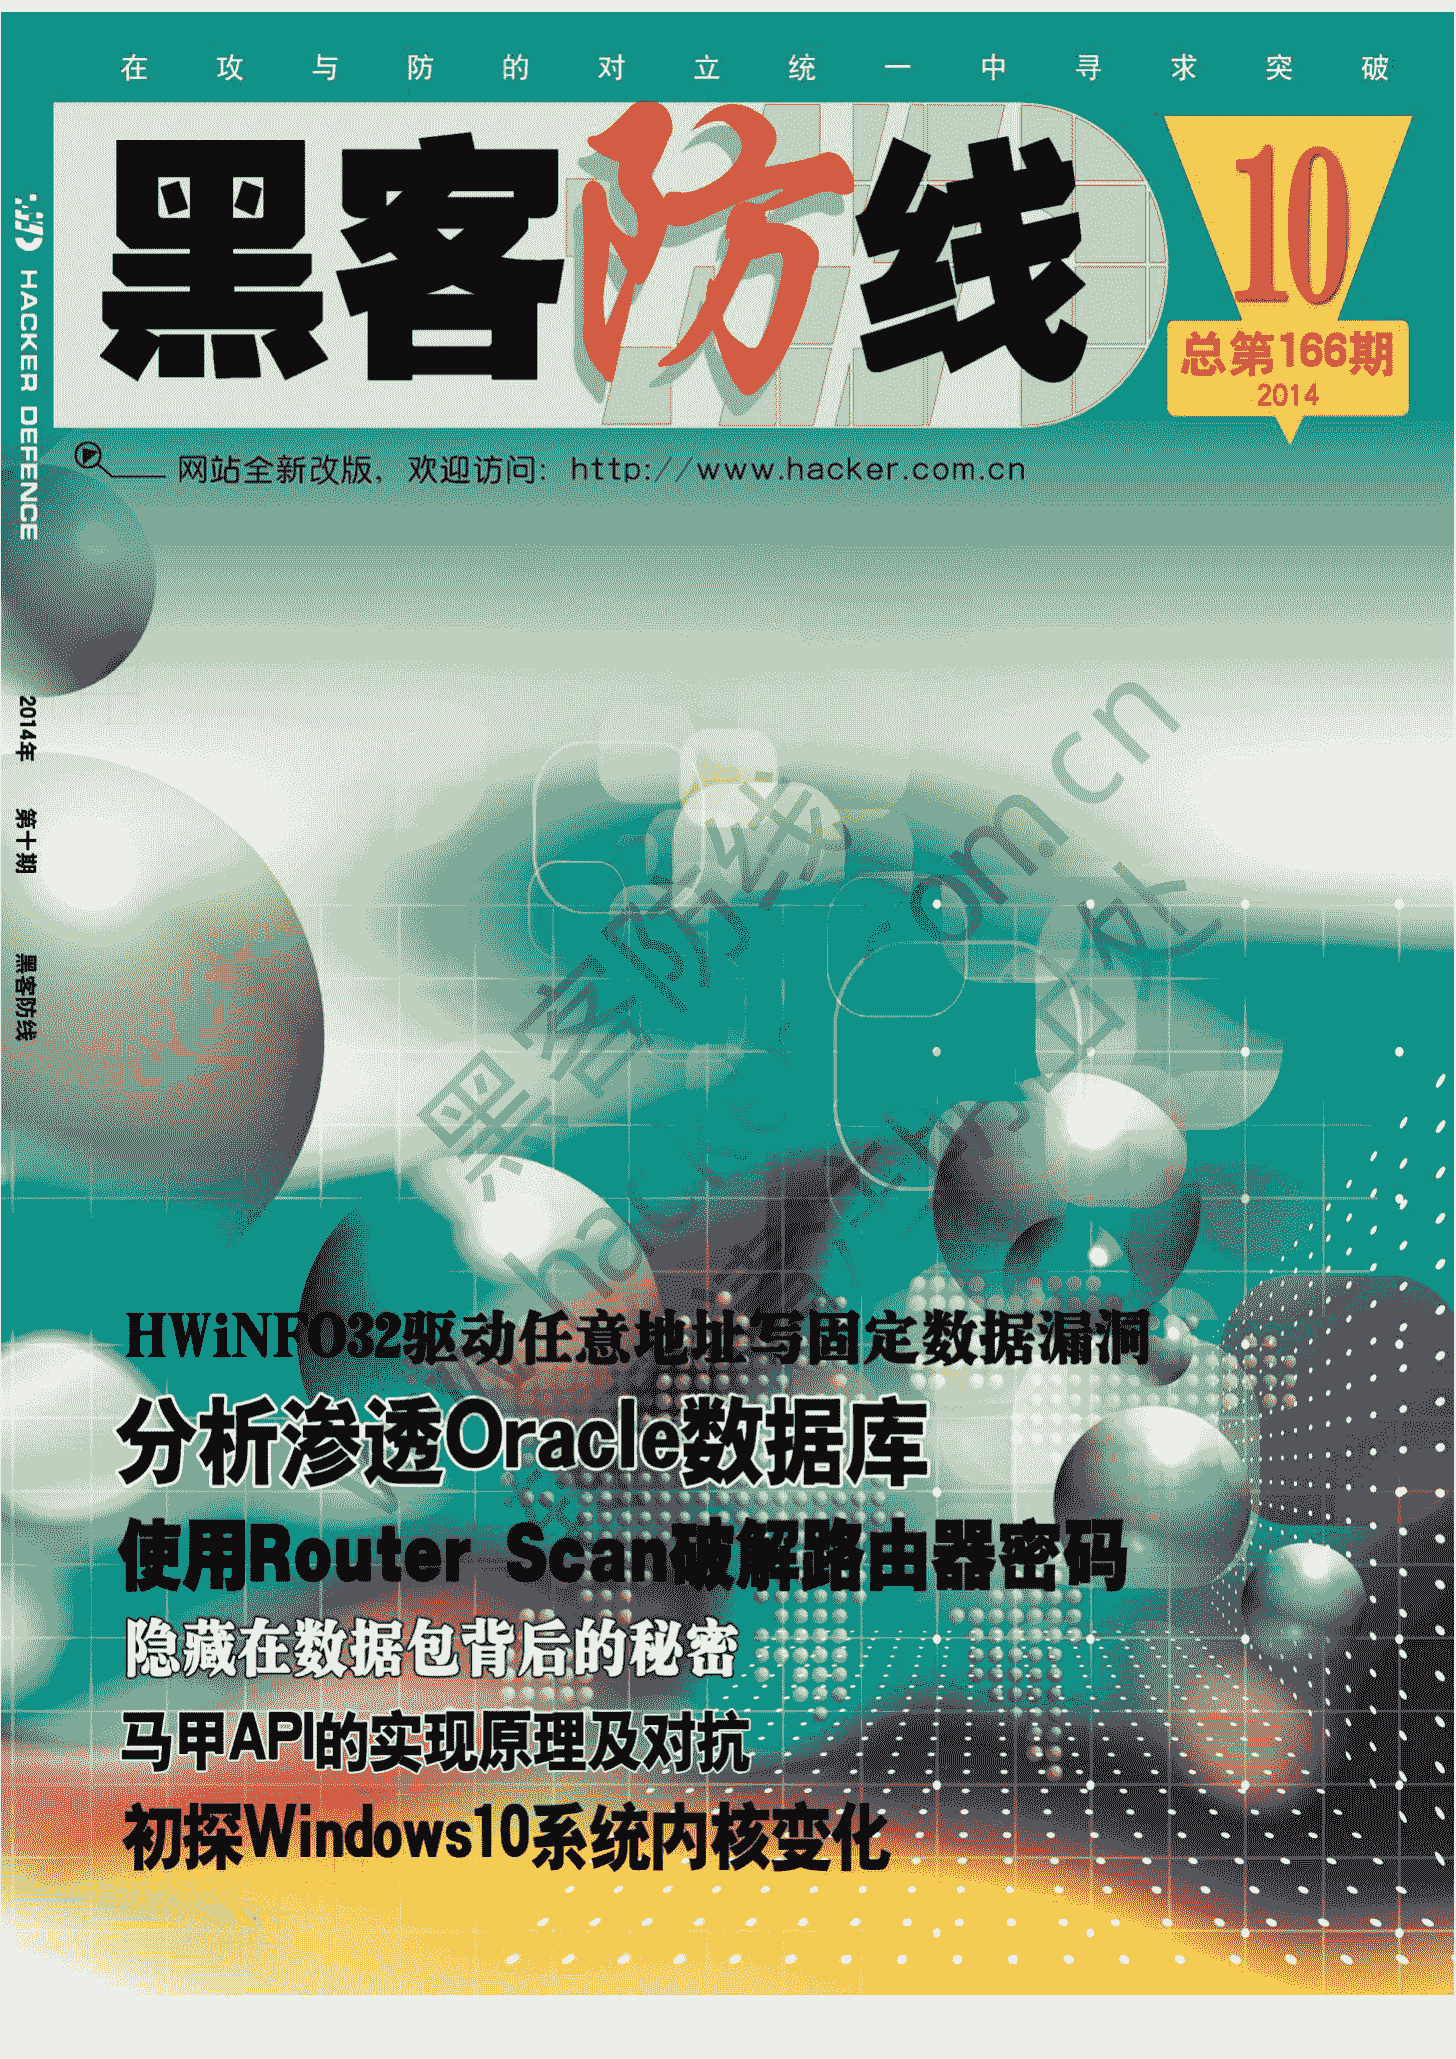 在攻与防的对立统一中寻求突破
黑客防线
10
总第166期
2014
网站全新改版，欢迎访问：http://www.hacker.com.cn
HACKER DEFENCE
2014年 第十期 黑客防线
黑客防线
HWiNFO32驱动任意地址写固定数据漏洞
分析渗透Oracle数据库
使用Router Scan破解路由器密码
隐藏在数据包背后的秘密
马甲API的实现原理及对抗
初探Windows10系统内核变化